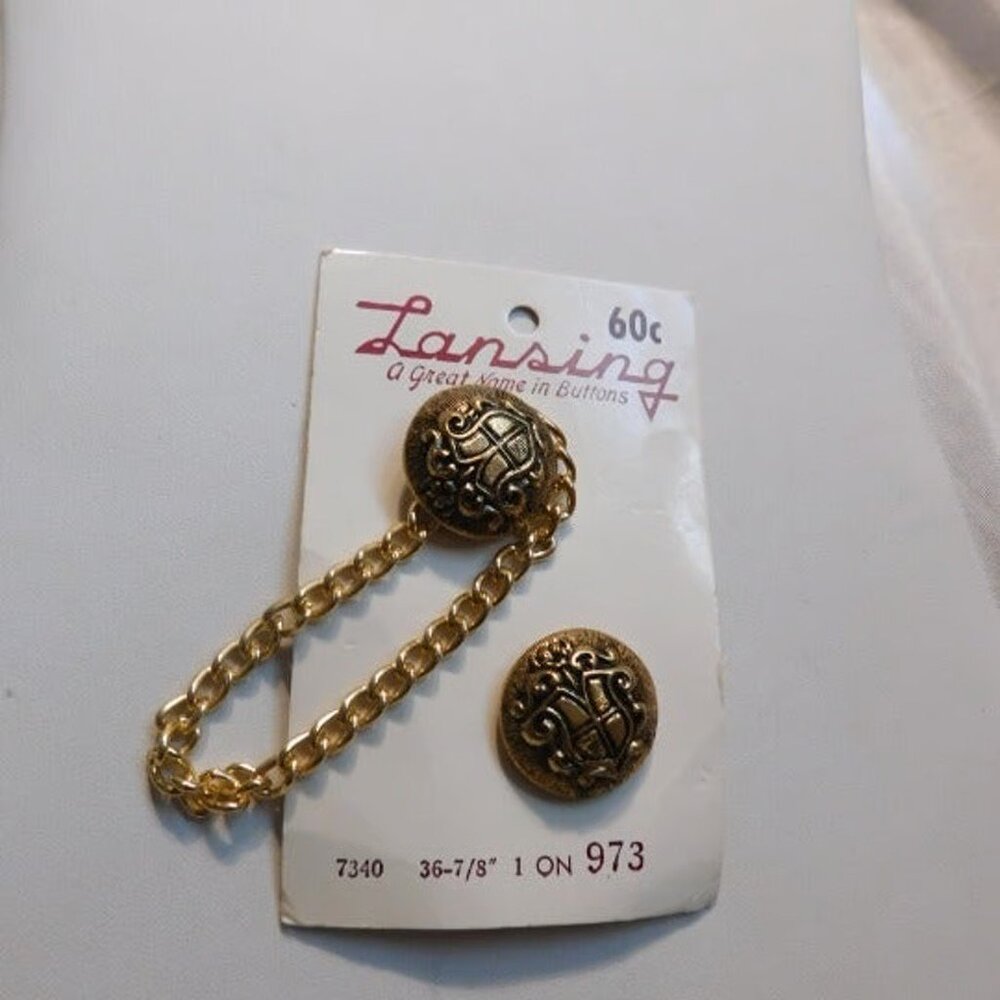 60c
Lansing
A Great Name in Buttons
7340 36-7/8" 1 ON 973